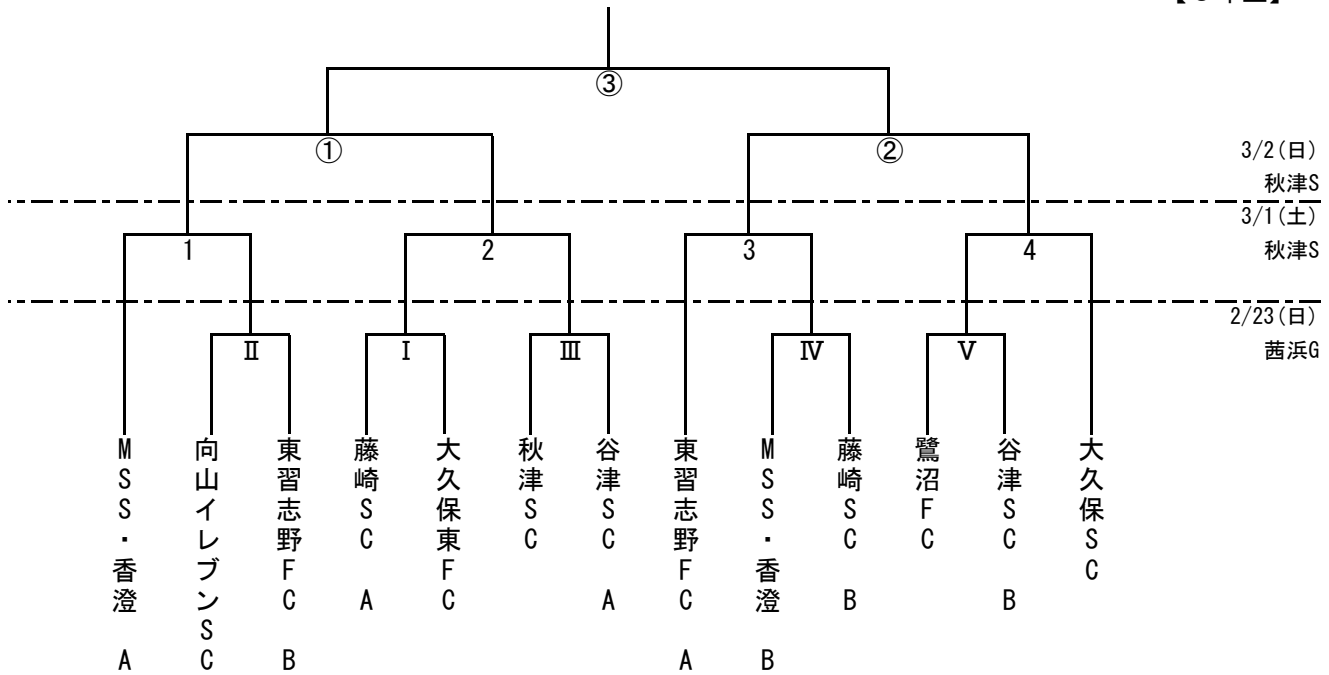 ③
①
②
3/2(日)
秋津S
3/1(土)
1
2
3
4
秋津S
2/23(日)
Ⅱ
Ⅰ
Ⅲ
Ⅳ
Ⅴ
茜浜G
MSS・香澄 A
向山イレブンSC
東習志野FC B
藤崎SC A
大久保東FC
秋津SC
谷津SC A
東習志野FC A
MSS・香澄 B
藤崎SC B
鷺沼FC
谷津SC B
大久保SC